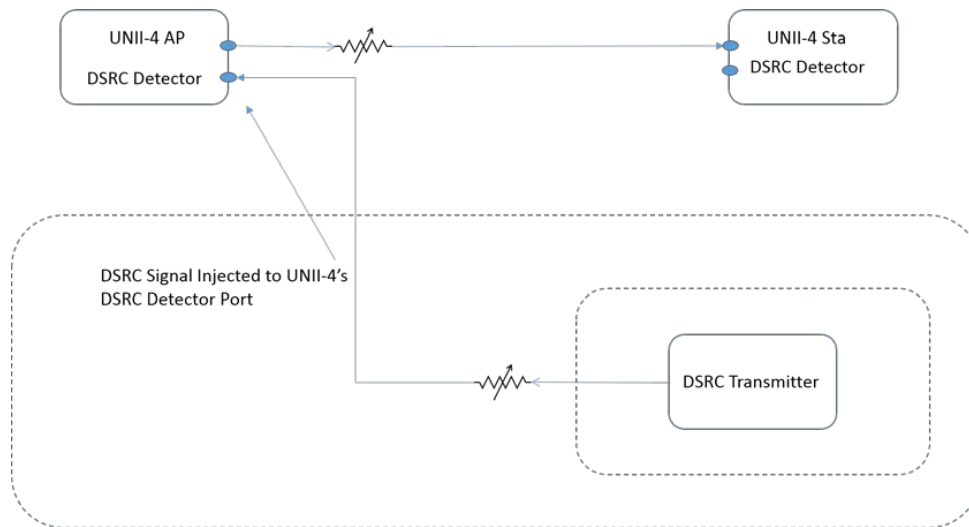 UNII-4 AP
DSRC Detector
UNII-4 Sta
DSRC Detector
DSRC Signal Injected to UNII-4’s
DSRC Detector Port
DSRC Transmitter